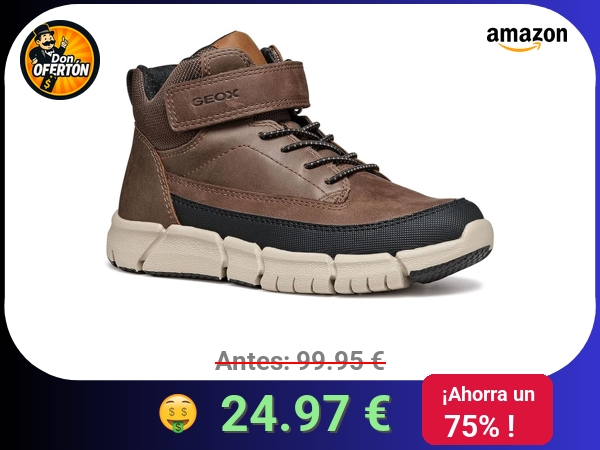 Don
OFERTÓN
amazon
GEOX
Antes: 99.95 €
24.97 €
¡Ahorra un
75% !